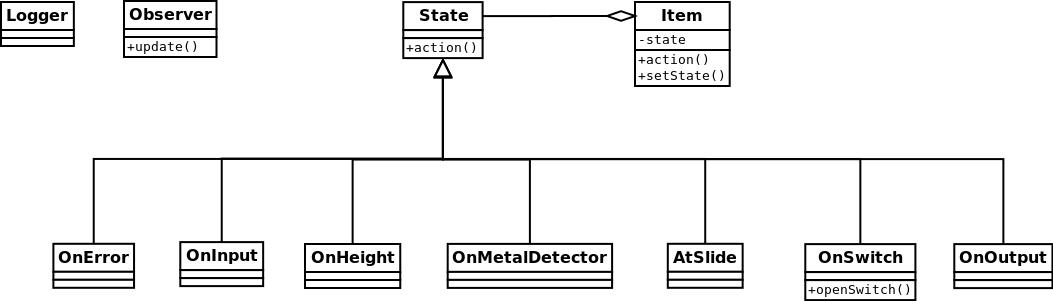 Logger
Observer
+update()
State
+action()
Item
-state
+action()
+setState()
OnError
OnInput
OnHeight
OnMetalDetector
AtSlide
OnSwitch
+openSwitch()
OnOutput